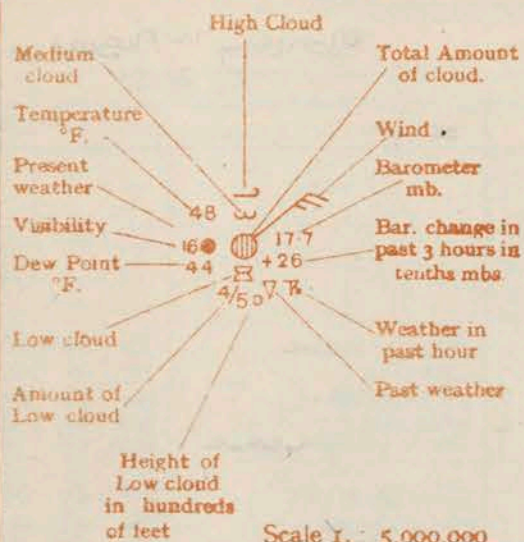 High Cloud
Medium
cloud
Total Amount
of cloud.
Temperature
°F.
Wind
Present
weather
Barometer
mb.
48
Visibility
16
17.7
Bar. change in
past 3 hours in
tenths mbs.
Dew Point
°F.
44
+26
4/5
Low cloud
Weather in
past hour
Amount of
Low cloud
Past weather
Height of
Low cloud
in hundreds
of feet
Scale 1. 5,000,000